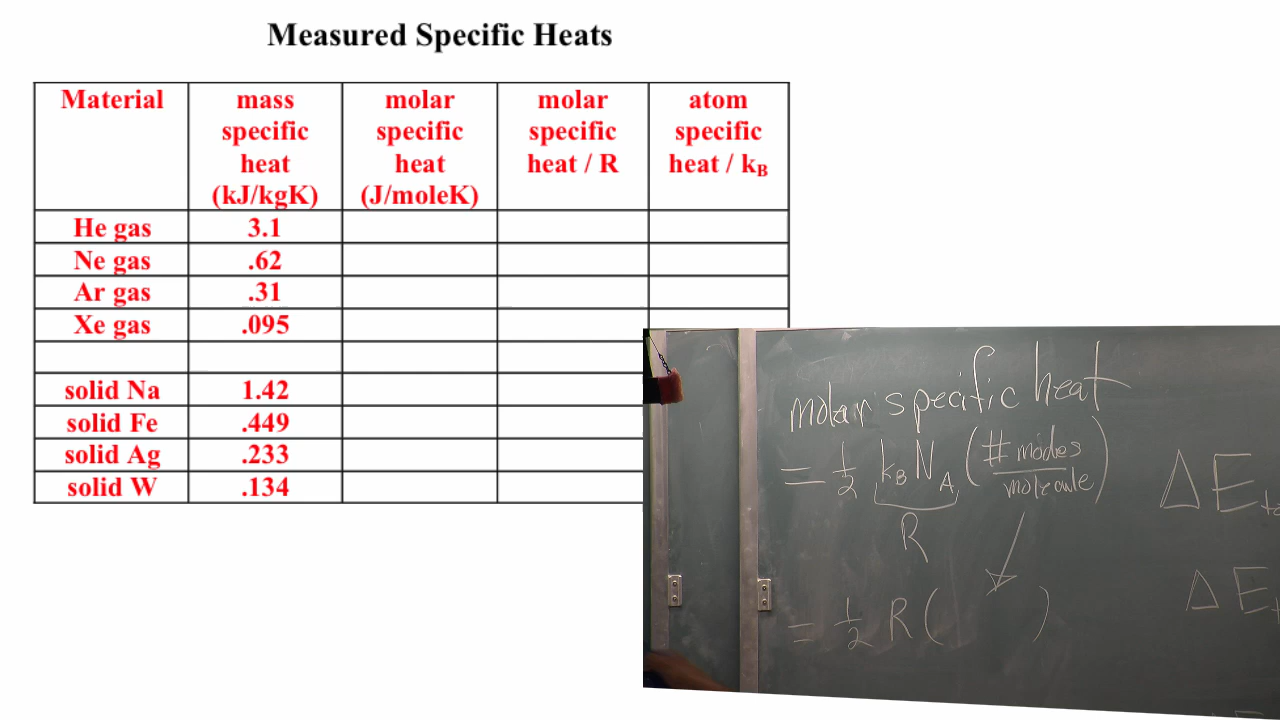 Measured Specific Heats
Material mass specific heat (kJ/kgK) molar specific heat (J/moleK) molar specific heat / R atom specific heat / kB
He gas 3.1
Ne gas .62
Ar gas .31
Xe gas .095
solid Na 1.42
solid Fe .449
solid Ag .233
solid W .134
molar specific heat
= 1/2 kB NA (# modes / molecule)
R
= 1/2 R ( )
ΔE
ΔE